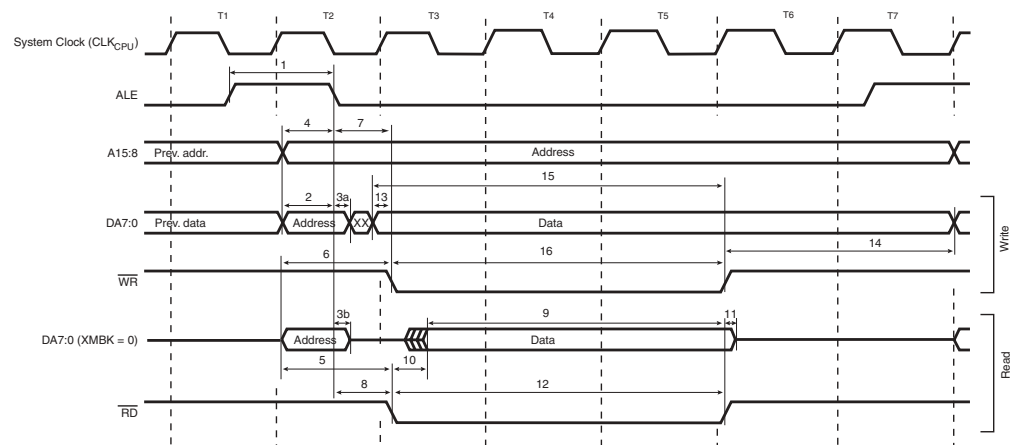 T1 T2 T3 T4 T5 T6 T7
System Clock (CLKCPU)
1
ALE
4 7
A15:8 Prev. addr. Address
15
2 3a 13
DA7:0 Prev. data Address XX Data
14
6 16
WR
3b 9 11
DA7:0 (XMBK = 0) Address Data
5 10
8 12
RD
Write
Read